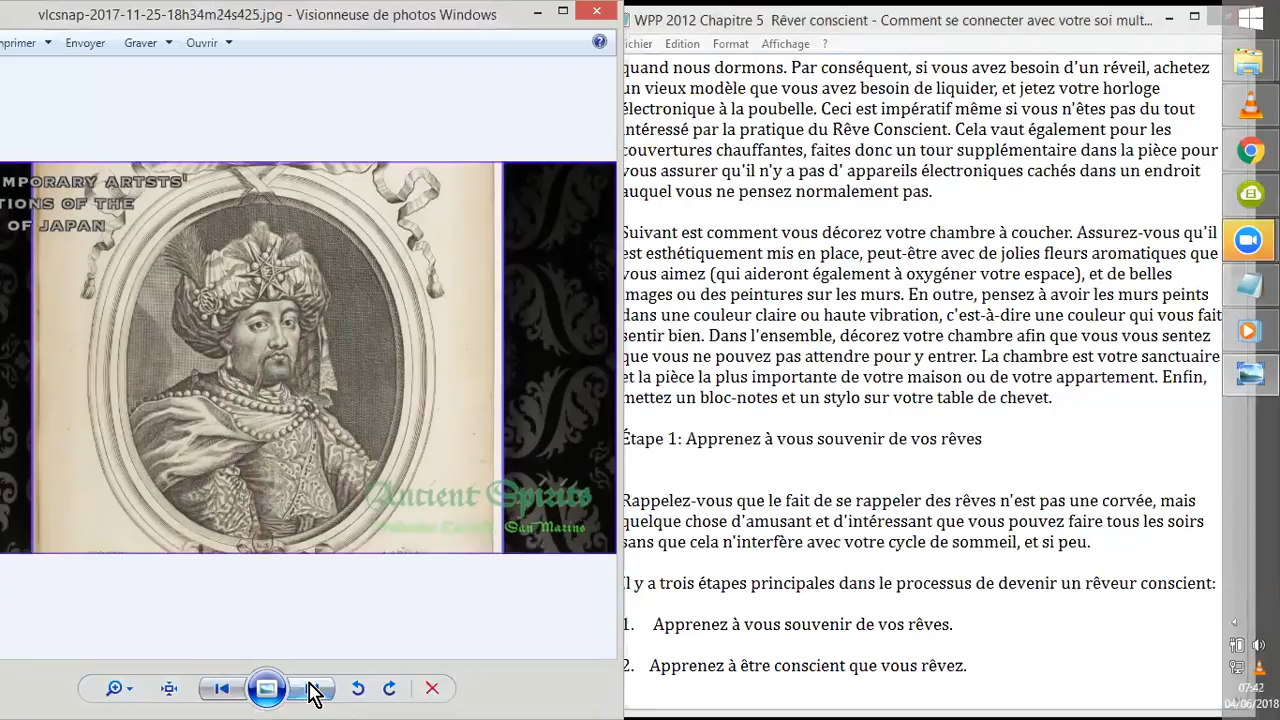 vlcsnap-2017-11-25-18h34m24s425.jpg - Visionneuse de photos Windows
mprimer Envoyer Graver Ouvrir
MPORARY ARTSTS'
TIONS OF THE
OF JAPAN
Ancient Spirits
San Marino
WPP 2012 Chapitre 5 Rêver conscient - Comment se connecter avec votre soi mult...
ichier Edition Format Affichage ?
quand nous dormons. Par conséquent, si vous avez besoin d'un réveil, achetez
un vieux modèle que vous avez besoin de liquider, et jetez votre horloge
électronique à la poubelle. Ceci est impératif même si vous n'êtes pas du tout
intéressé par la pratique du Rêve Conscient. Cela vaut également pour les
couvertures chauffantes, faites donc un tour supplémentaire dans la pièce pour
vous assurer qu'il n'y a pas d' appareils électroniques cachés dans un endroit
auquel vous ne pensez normalement pas.
Suivant est comment vous décorez votre chambre à coucher. Assurez-vous qu'il
est esthétiquement mis en place, peut-être avec de jolies fleurs aromatiques que
vous aimez (qui aideront également à oxygéner votre espace), et de belles
images ou des peintures sur les murs. En outre, pensez à avoir les murs peints
dans une couleur claire ou haute vibration, c'est-à-dire une couleur qui vous fait
sentir bien. Dans l'ensemble, décorez votre chambre afin que vous vous sentez
que vous ne pouvez pas attendre pour y entrer. La chambre est votre sanctuaire
et la pièce la plus importante de votre maison ou de votre appartement. Enfin,
mettez un bloc-notes et un stylo sur votre table de chevet.
Étape 1: Apprenez à vous souvenir de vos rêves
Rappelez-vous que le fait de se rappeler des rêves n'est pas une corvée, mais
quelque chose d'amusant et d'intéressant que vous pouvez faire tous les soirs
sans que cela n'interfère avec votre cycle de sommeil, et si peu.
Il y a trois étapes principales dans le processus de devenir un rêveur conscient:
1. Apprenez à vous souvenir de vos rêves.
2. Apprenez à être conscient que vous rêvez.
07:42
04/06/2018